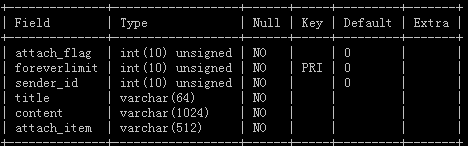 | Field | Type | Null | Key | Default | Extra |
| attach_flag | int(10) unsigned | NO | | 0 | |
| foreverlimit | int(10) unsigned | NO | PRI | 0 | |
| sender_id | int(10) unsigned | NO | | 0 | |
| title | varchar(64) | NO | | | |
| content | varchar(1024) | NO | | | |
| attach_item | varchar(512) | NO | | | |